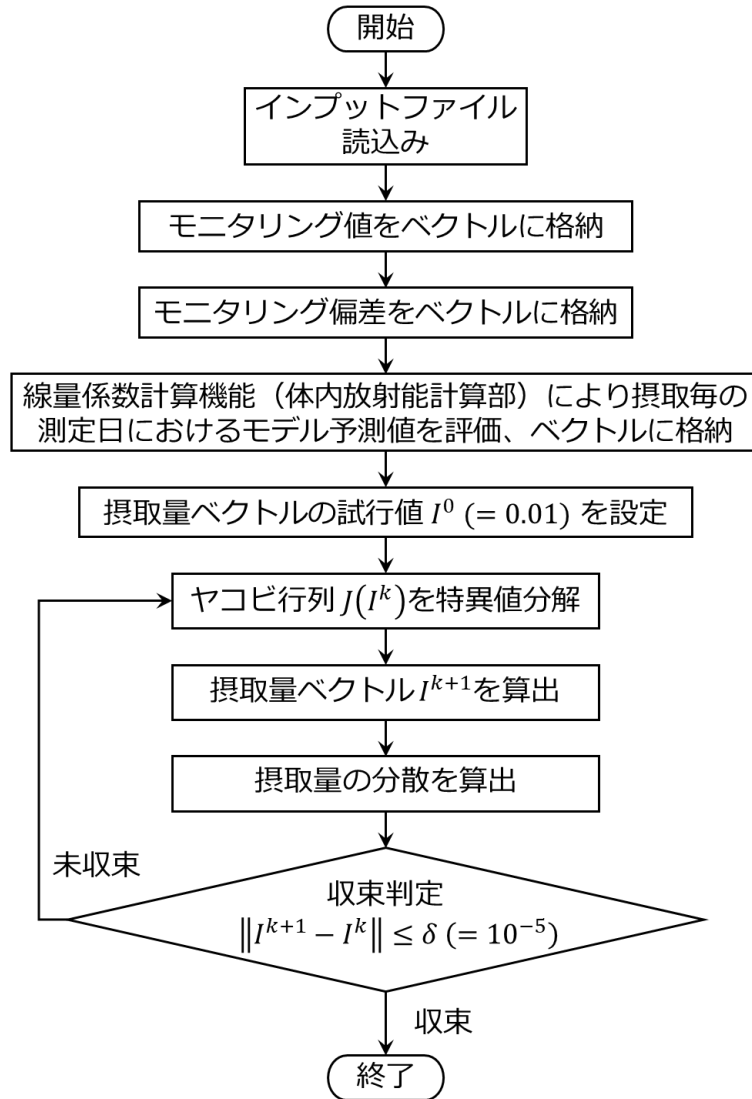 開始
インプットファイル
読込み
モニタリング値をベクトルに格納
モニタリング偏差をベクトルに格納
線量係数計算機能（体内放射能計算部）により摂取毎の
測定日におけるモデル予測値を評価、ベクトルに格納
摂取量ベクトルの試行値 I⁰ (= 0.01) を設定
ヤコビ行列 J(Iᵏ)を特異値分解
摂取量ベクトル Iᵏ⁺¹を算出
摂取量の分散を算出
未収束
収束判定
‖Iᵏ⁺¹ − Iᵏ‖ ≤ δ (= 10⁻⁵)
収束
終了